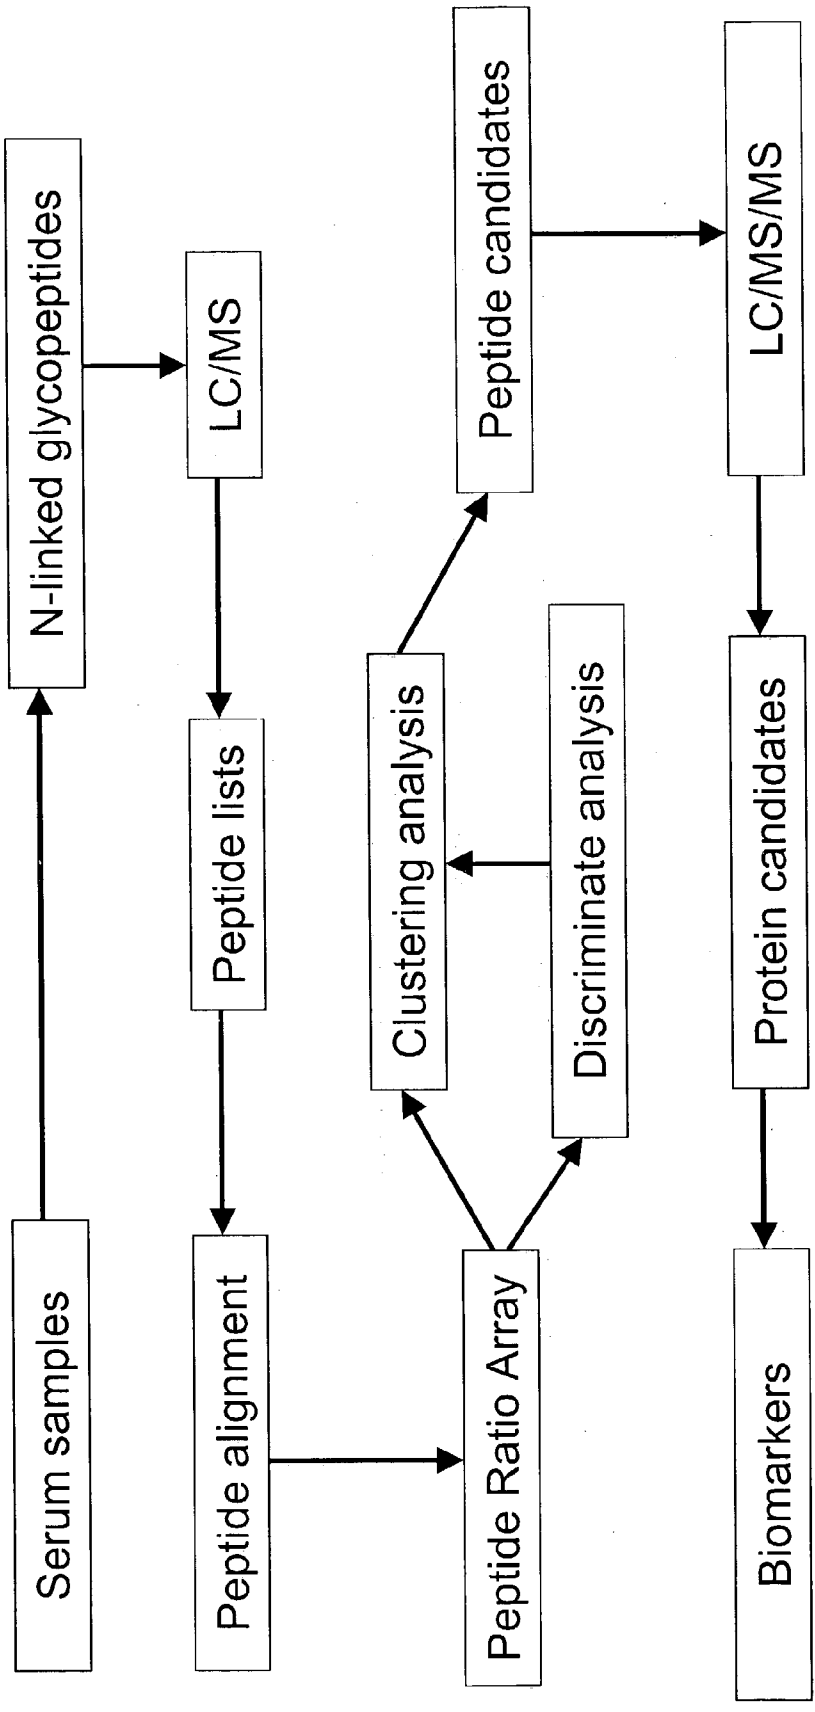 Serum samples
N-linked glycopeptides
LC/MS
Peptide lists
Peptide alignment
Peptide Ratio Array
Clustering analysis
Discriminate analysis
Peptide candidates
LC/MS/MS
Protein candidates
Biomarkers